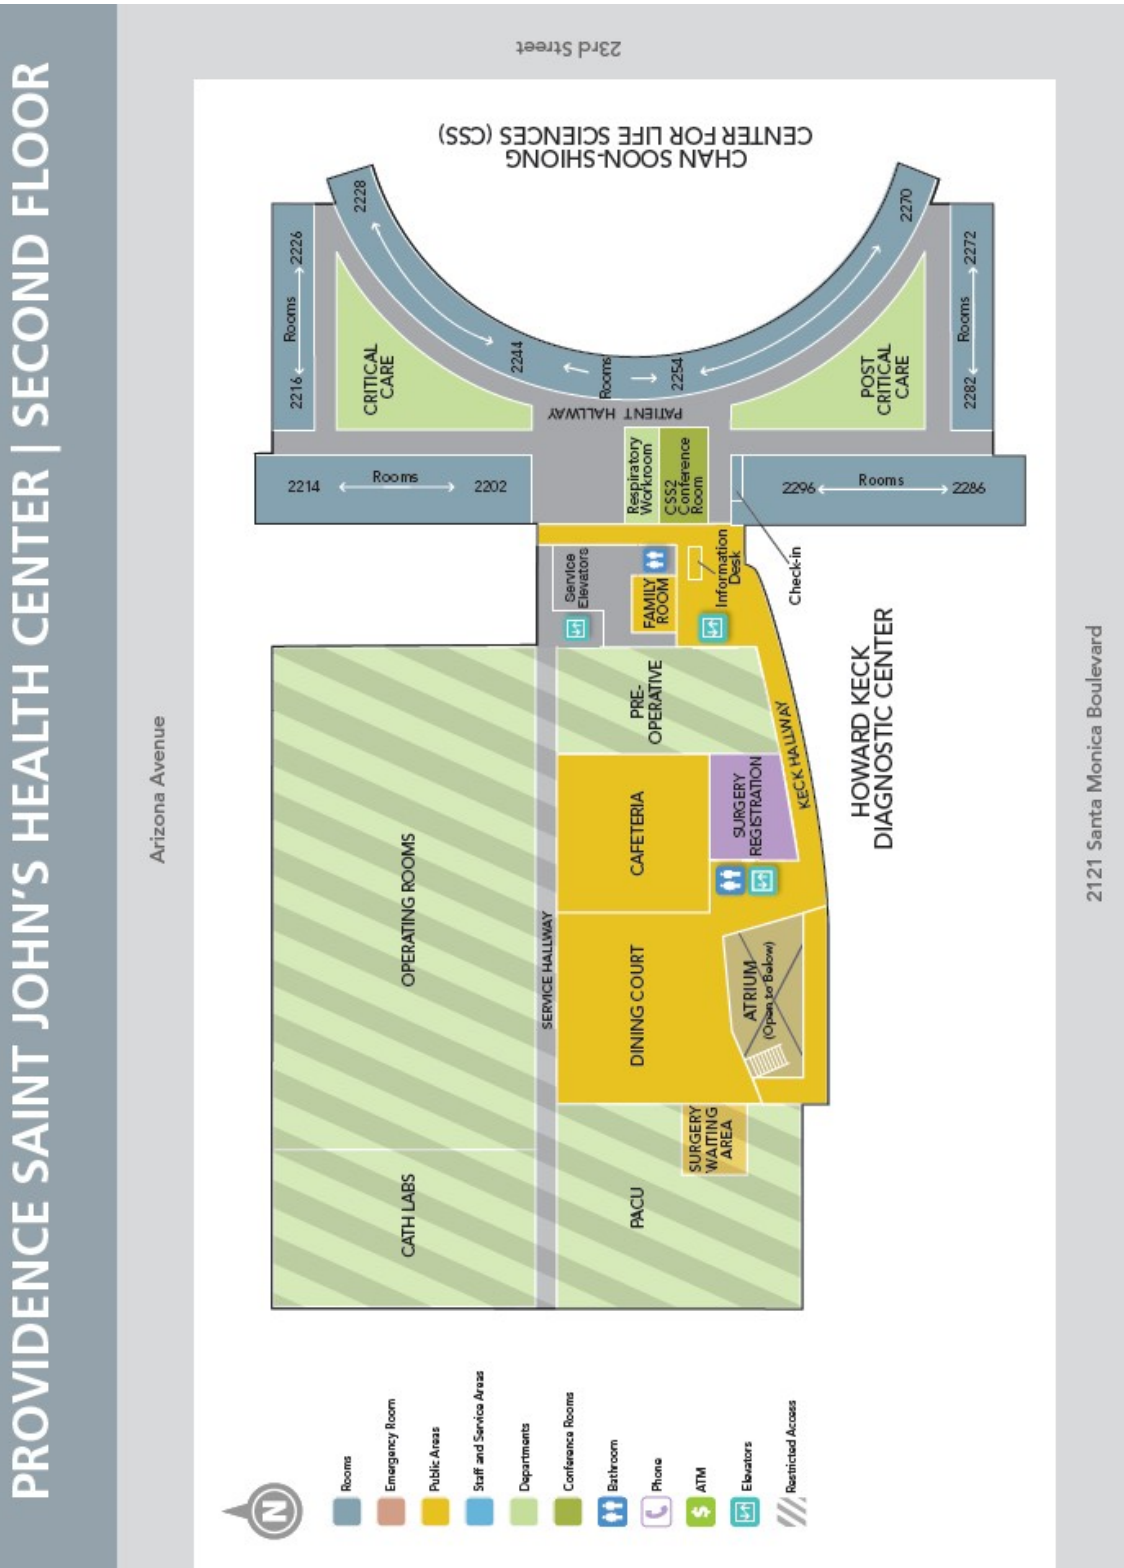 PROVIDENCE SAINT JOHN'S HEALTH CENTER | SECOND FLOOR
Arizona Avenue
23rd Street
2121 Santa Monica Boulevard
N
Rooms
Emergency Room
Public Areas
Staff and Service Areas
Departments
Conference Rooms
Bathroom
Phone
$
ATM
Elevators
Restricted Access
CATH LABS
OPERATING ROOMS
SERVICE HALLWAY
PACU
SURGERY
WAITING
AREA
DINING COURT
ATRIUM
(Open to Below)
CAFETERIA
SURGERY
REGISTRATION
PRE-
OPERATIVE
KECK HALLWAY
HOWARD KECK
DIAGNOSTIC CENTER
Service
Elevators
FAMILY
ROOM
Information
Desk
Check-in
2214
Rooms
2202
Respiratory
Workroom
CSS2
Conference
Room
2296
Rooms
2286
PATIENT HALLWAY
2216
Rooms
2226
CRITICAL
CARE
2228
2244
Rooms
2254
2270
POST
CRITICAL
CARE
2282
Rooms
2272
CHAN SOON-SHIONG
CENTER FOR LIFE SCIENCES (CSS)